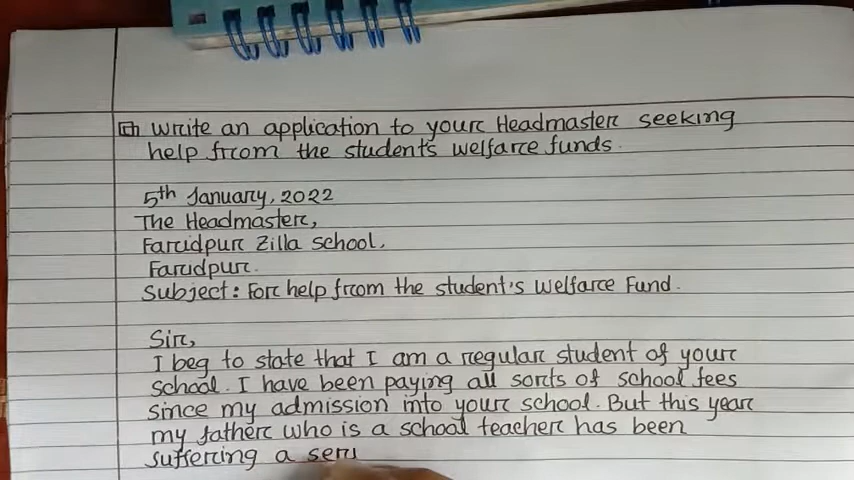 Write an application to your Headmaster seeking
help from the student's welfare funds.
5th January, 2022
The Headmaster,
Faridpur Zilla School,
Faridpur.
Subject: For help from the student's Welfare Fund.
Sir,
I beg to state that I am a regular student of your
school. I have been paying all sorts of school fees
since my admission into your school. But this year
my father who is a school teacher has been
suffering a seri